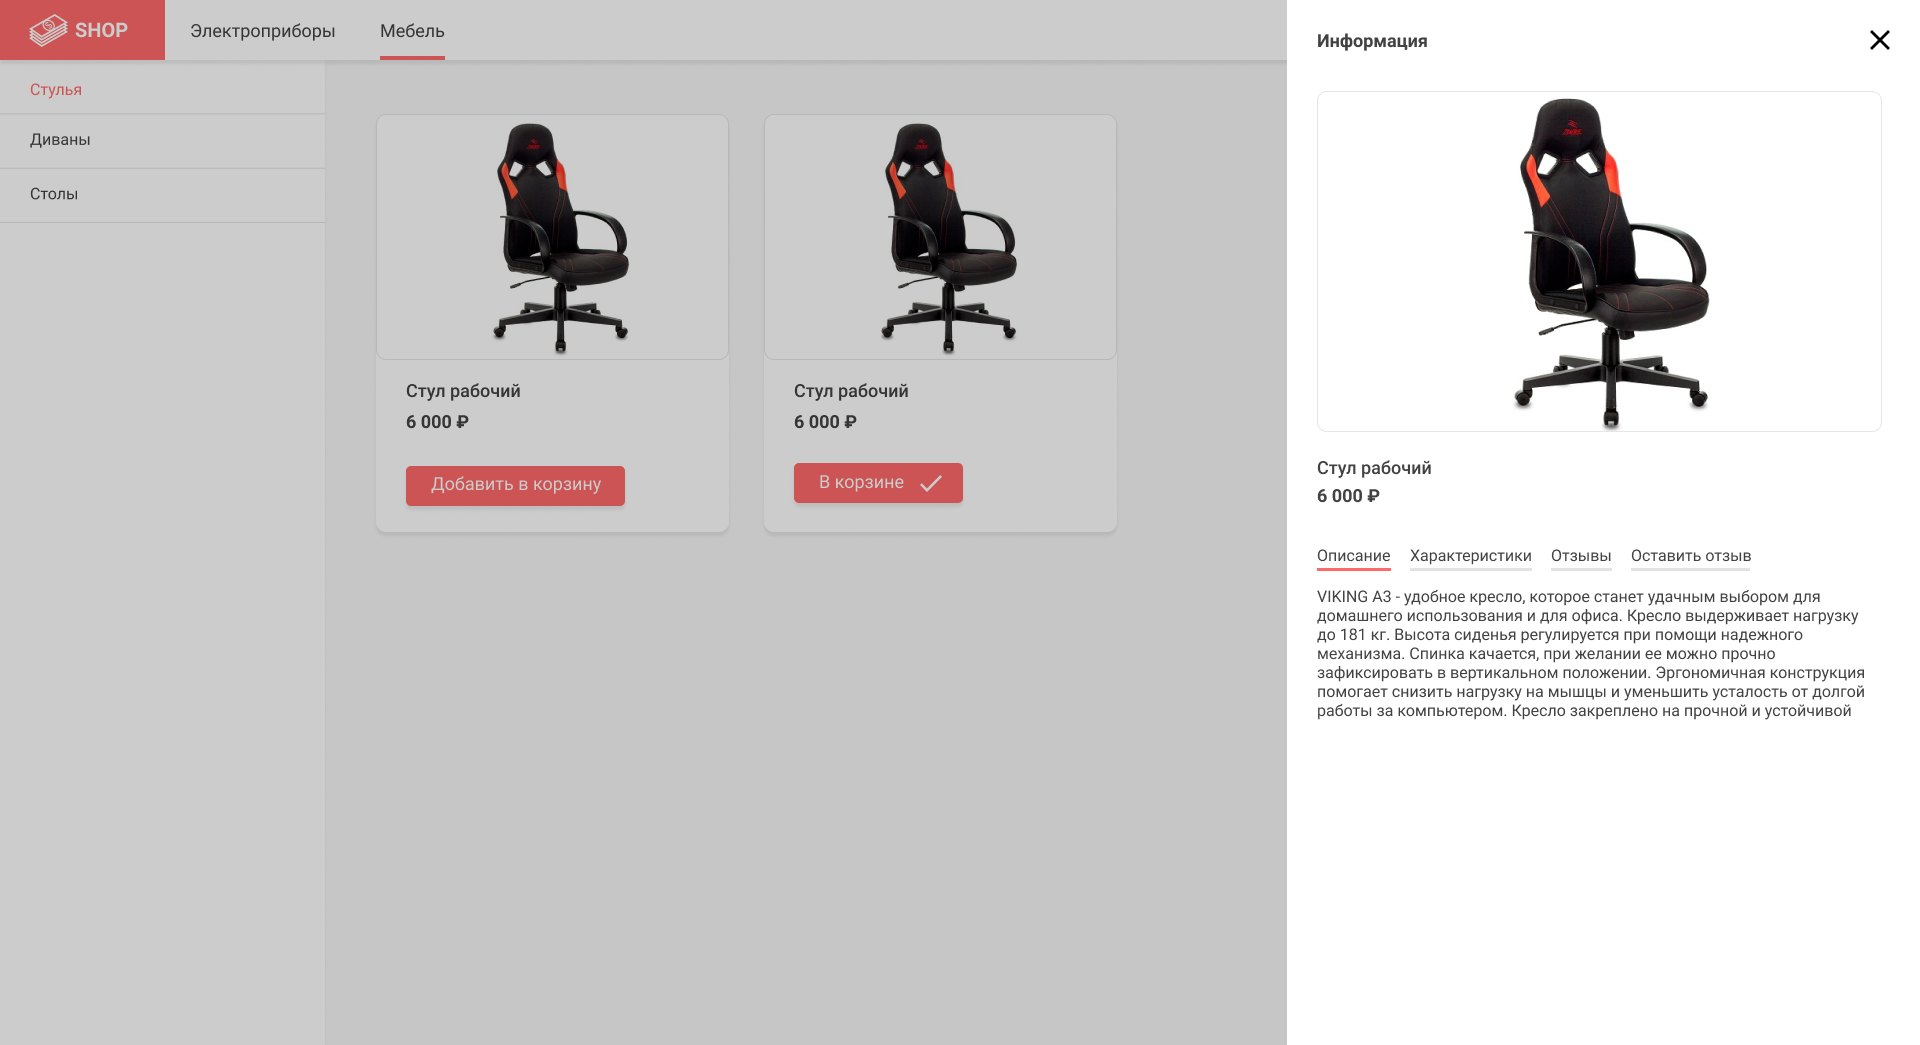 SHOP
Электроприборы
Мебель
Стулья
Диваны
Столы
Стул рабочий
6 000 ₽
Добавить в корзину
Стул рабочий
6 000 ₽
В корзине
Информация
Стул рабочий
6 000 ₽
Описание
Характеристики
Отзывы
Оставить отзыв
VIKING A3 - удобное кресло, которое станет удачным выбором для
домашнего использования и для офиса. Кресло выдерживает нагрузку
до 181 кг. Высота сиденья регулируется при помощи надежного
механизма. Спинка качается, при желании ее можно прочно
зафиксировать в вертикальном положении. Эргономичная конструкция
помогает снизить нагрузку на мышцы и уменьшить усталость от долгой
работы за компьютером. Кресло закреплено на прочной и устойчивой